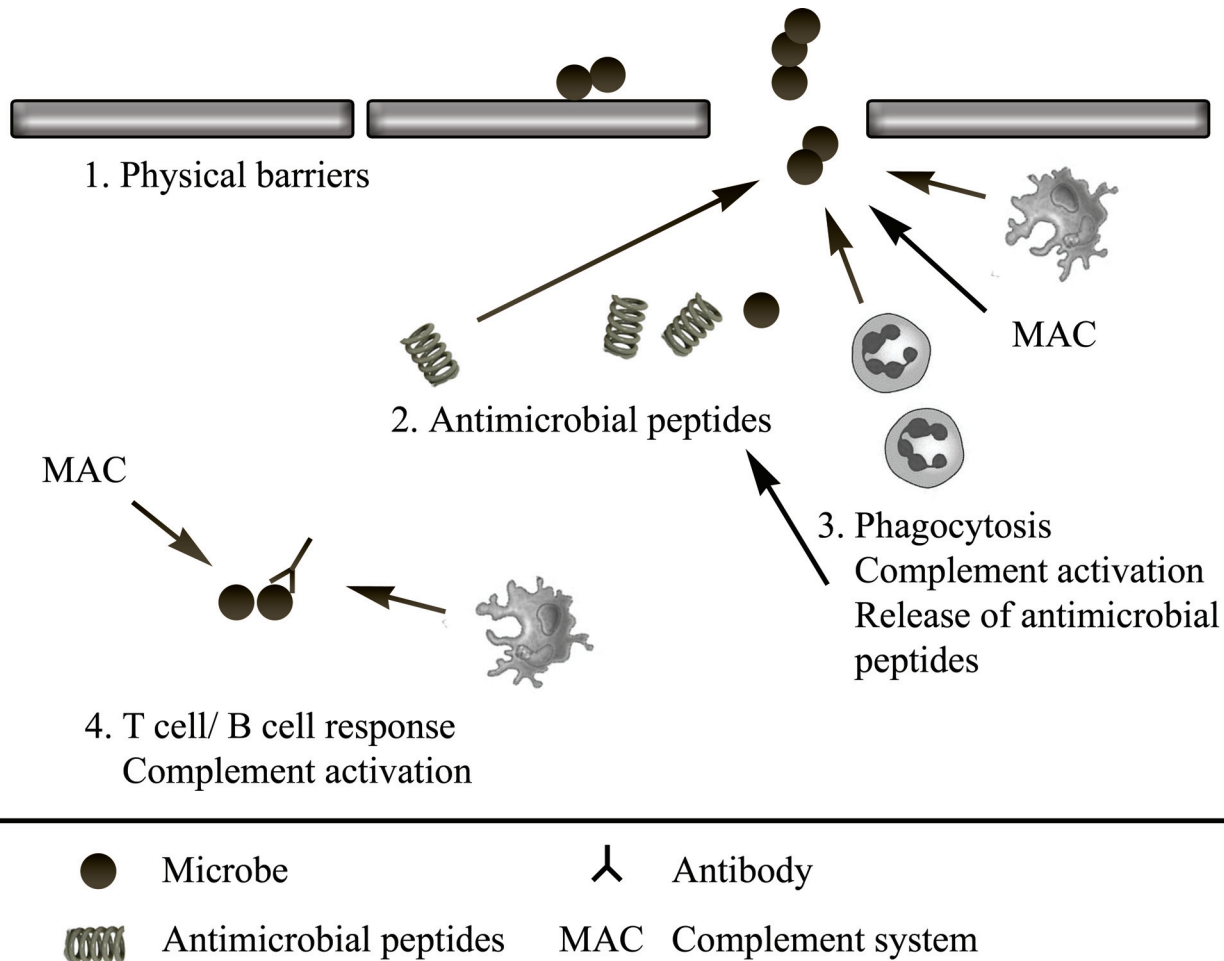 1. Physical barriers
MAC
2. Antimicrobial peptides
MAC
3. Phagocytosis
Complement activation
Release of antimicrobial
peptides
4. T cell/ B cell response
Complement activation
Microbe
Antibody
Antimicrobial peptides
MAC Complement system